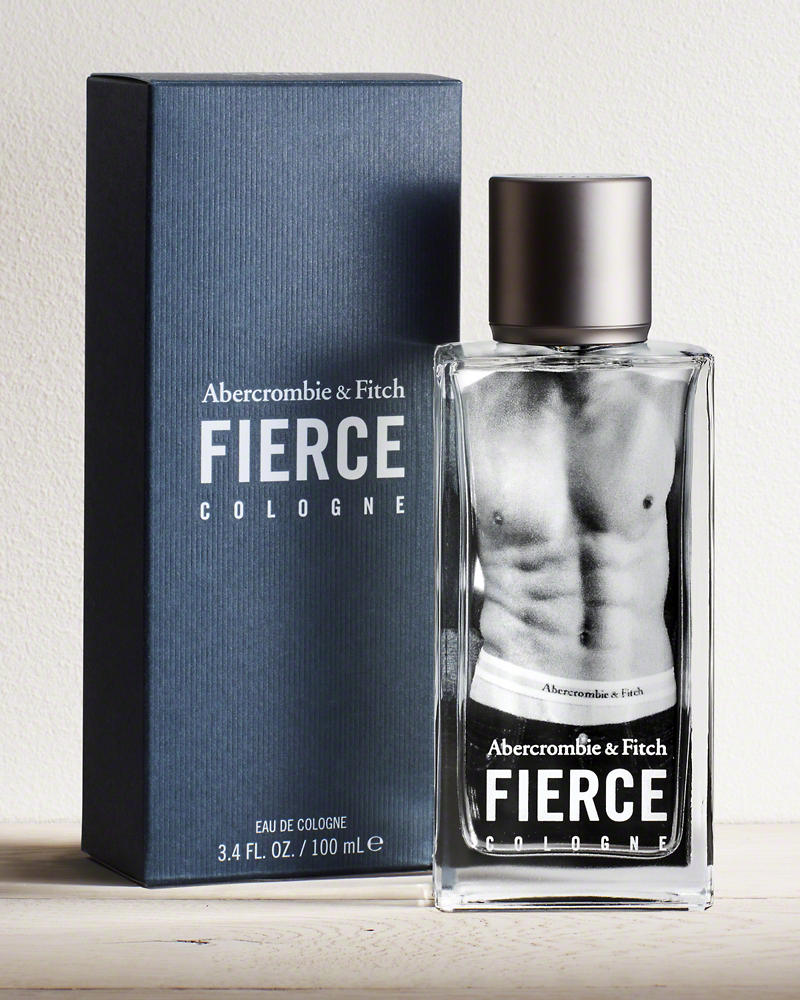 Abercrombie & Fitch
FIERCE
COLOGNE
EAU DE COLOGNE
3.4 FL. OZ. / 100 mL ℮
Abercrombie & Fitch
Abercrombie & Fitch
FIERCE
COLOGNE